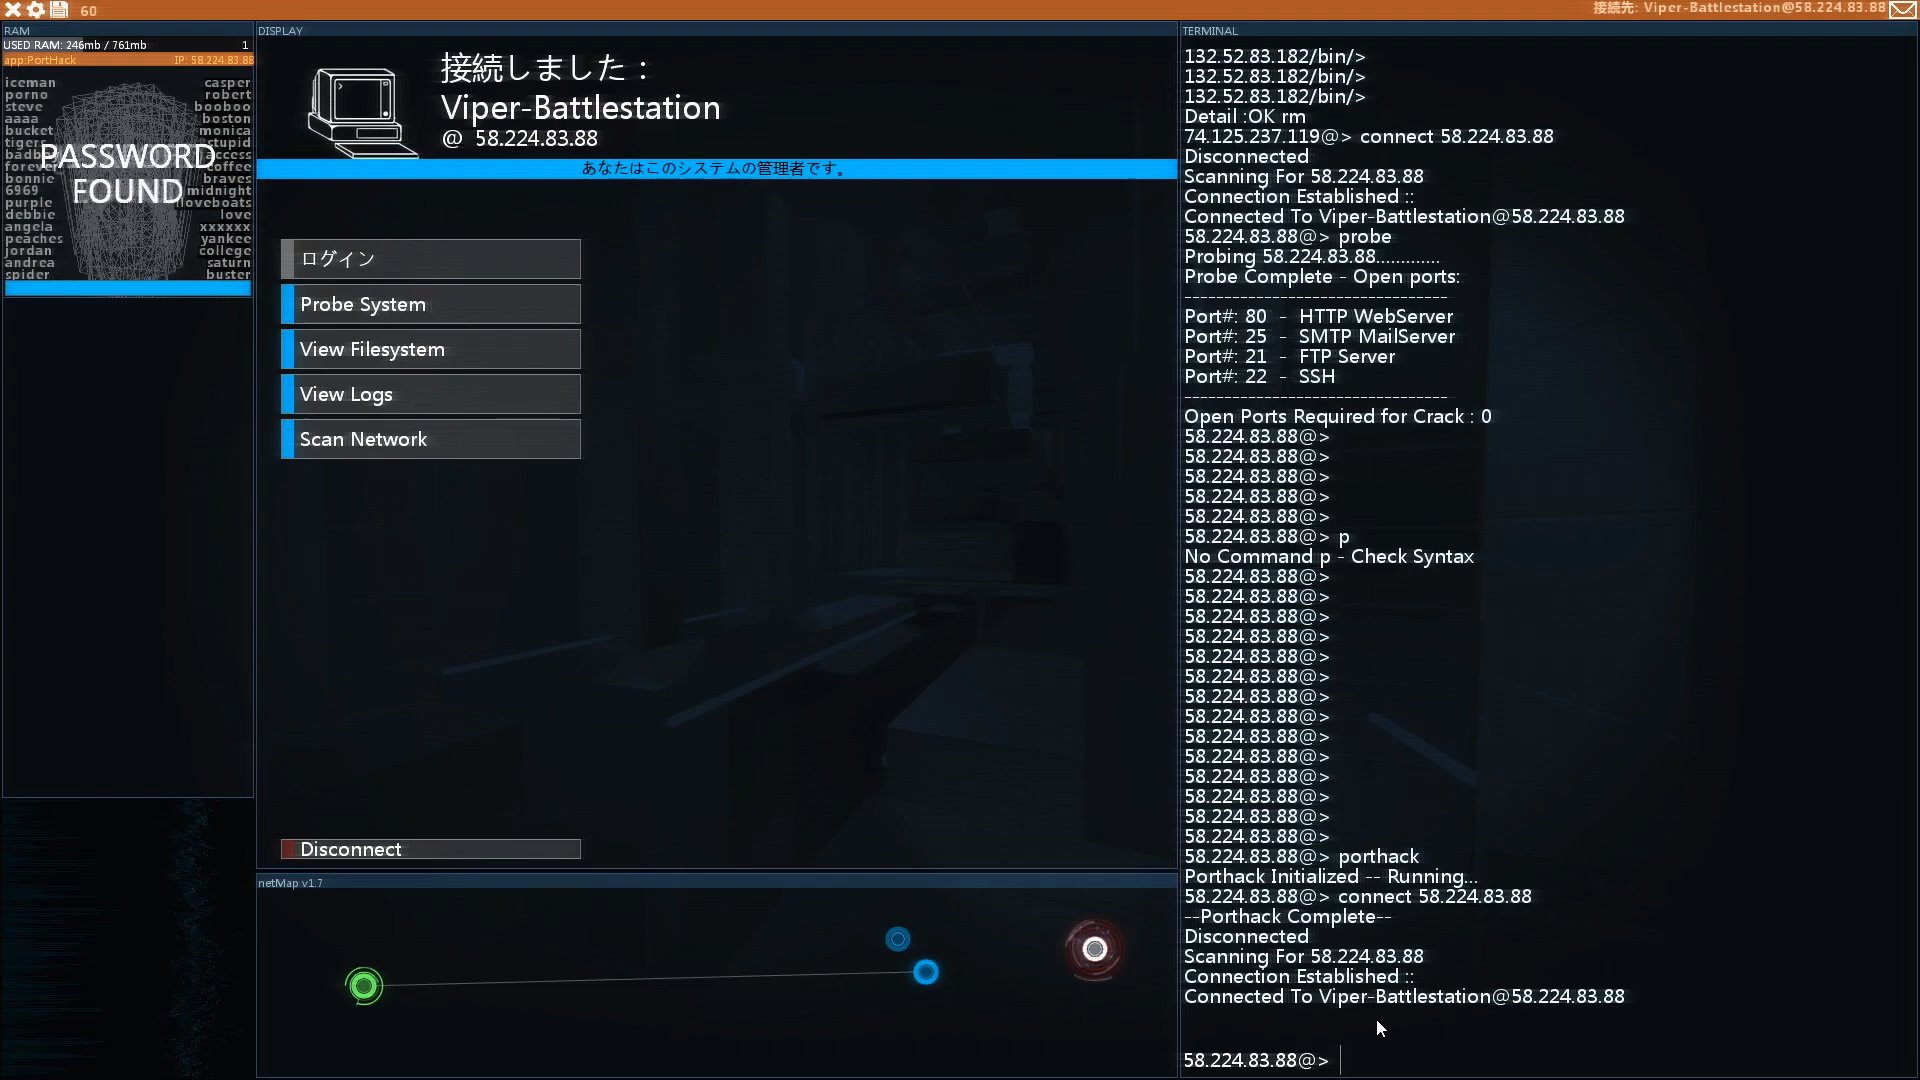 60
接続先: Viper-Battlestation@58.224.83.88
RAM
USED RAM: 246mb / 761mb 1
app:PortHack IP: 58.224.83.88
iceman casper
porno robert
steve booboo
aaaa boston
bucket monica
PASSWORD
FOUND
forever coffee
bonnie braves
6969 midnight
purple iloveboats
debbie love
angela xxxxxx
peaches yankee
jordan college
andrea saturn
spider buster
DISPLAY
接続しました :
Viper-Battlestation
@ 58.224.83.88
あなたはこのシステムの管理者です。
ログイン
Probe System
View Filesystem
View Logs
Scan Network
Disconnect
netMap v1.7
TERMINAL
132.52.83.182/bin/>
132.52.83.182/bin/>
132.52.83.182/bin/>
Detail :OK rm
74.125.237.119@> connect 58.224.83.88
Disconnected
Scanning For 58.224.83.88
Connection Established ::
Connected To Viper-Battlestation@58.224.83.88
58.224.83.88@> probe
Probing 58.224.83.88.............
Probe Complete - Open ports:
---------------------------------
Port#: 80 - HTTP WebServer
Port#: 25 - SMTP MailServer
Port#: 21 - FTP Server
Port#: 22 - SSH
---------------------------------
Open Ports Required for Crack : 0
58.224.83.88@>
58.224.83.88@>
58.224.83.88@>
58.224.83.88@>
58.224.83.88@>
58.224.83.88@> p
No Command p - Check Syntax
58.224.83.88@>
58.224.83.88@>
58.224.83.88@>
58.224.83.88@>
58.224.83.88@>
58.224.83.88@>
58.224.83.88@>
58.224.83.88@>
58.224.83.88@>
58.224.83.88@>
58.224.83.88@>
58.224.83.88@>
58.224.83.88@>
58.224.83.88@>
58.224.83.88@> porthack
Porthack Initialized -- Running...
58.224.83.88@> connect 58.224.83.88
--Porthack Complete--
Disconnected
Scanning For 58.224.83.88
Connection Established ::
Connected To Viper-Battlestation@58.224.83.88
58.224.83.88@>